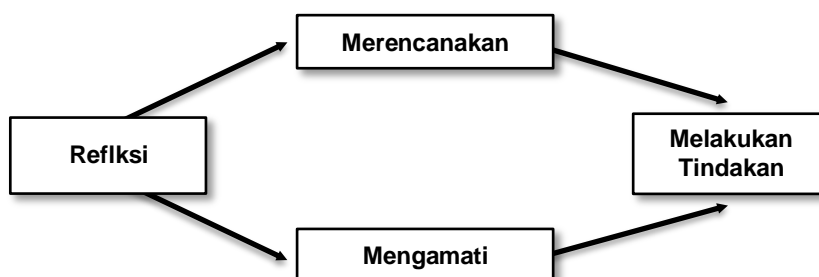 Merencanakan
Reflksi
Melakukan
Tindakan
Mengamati